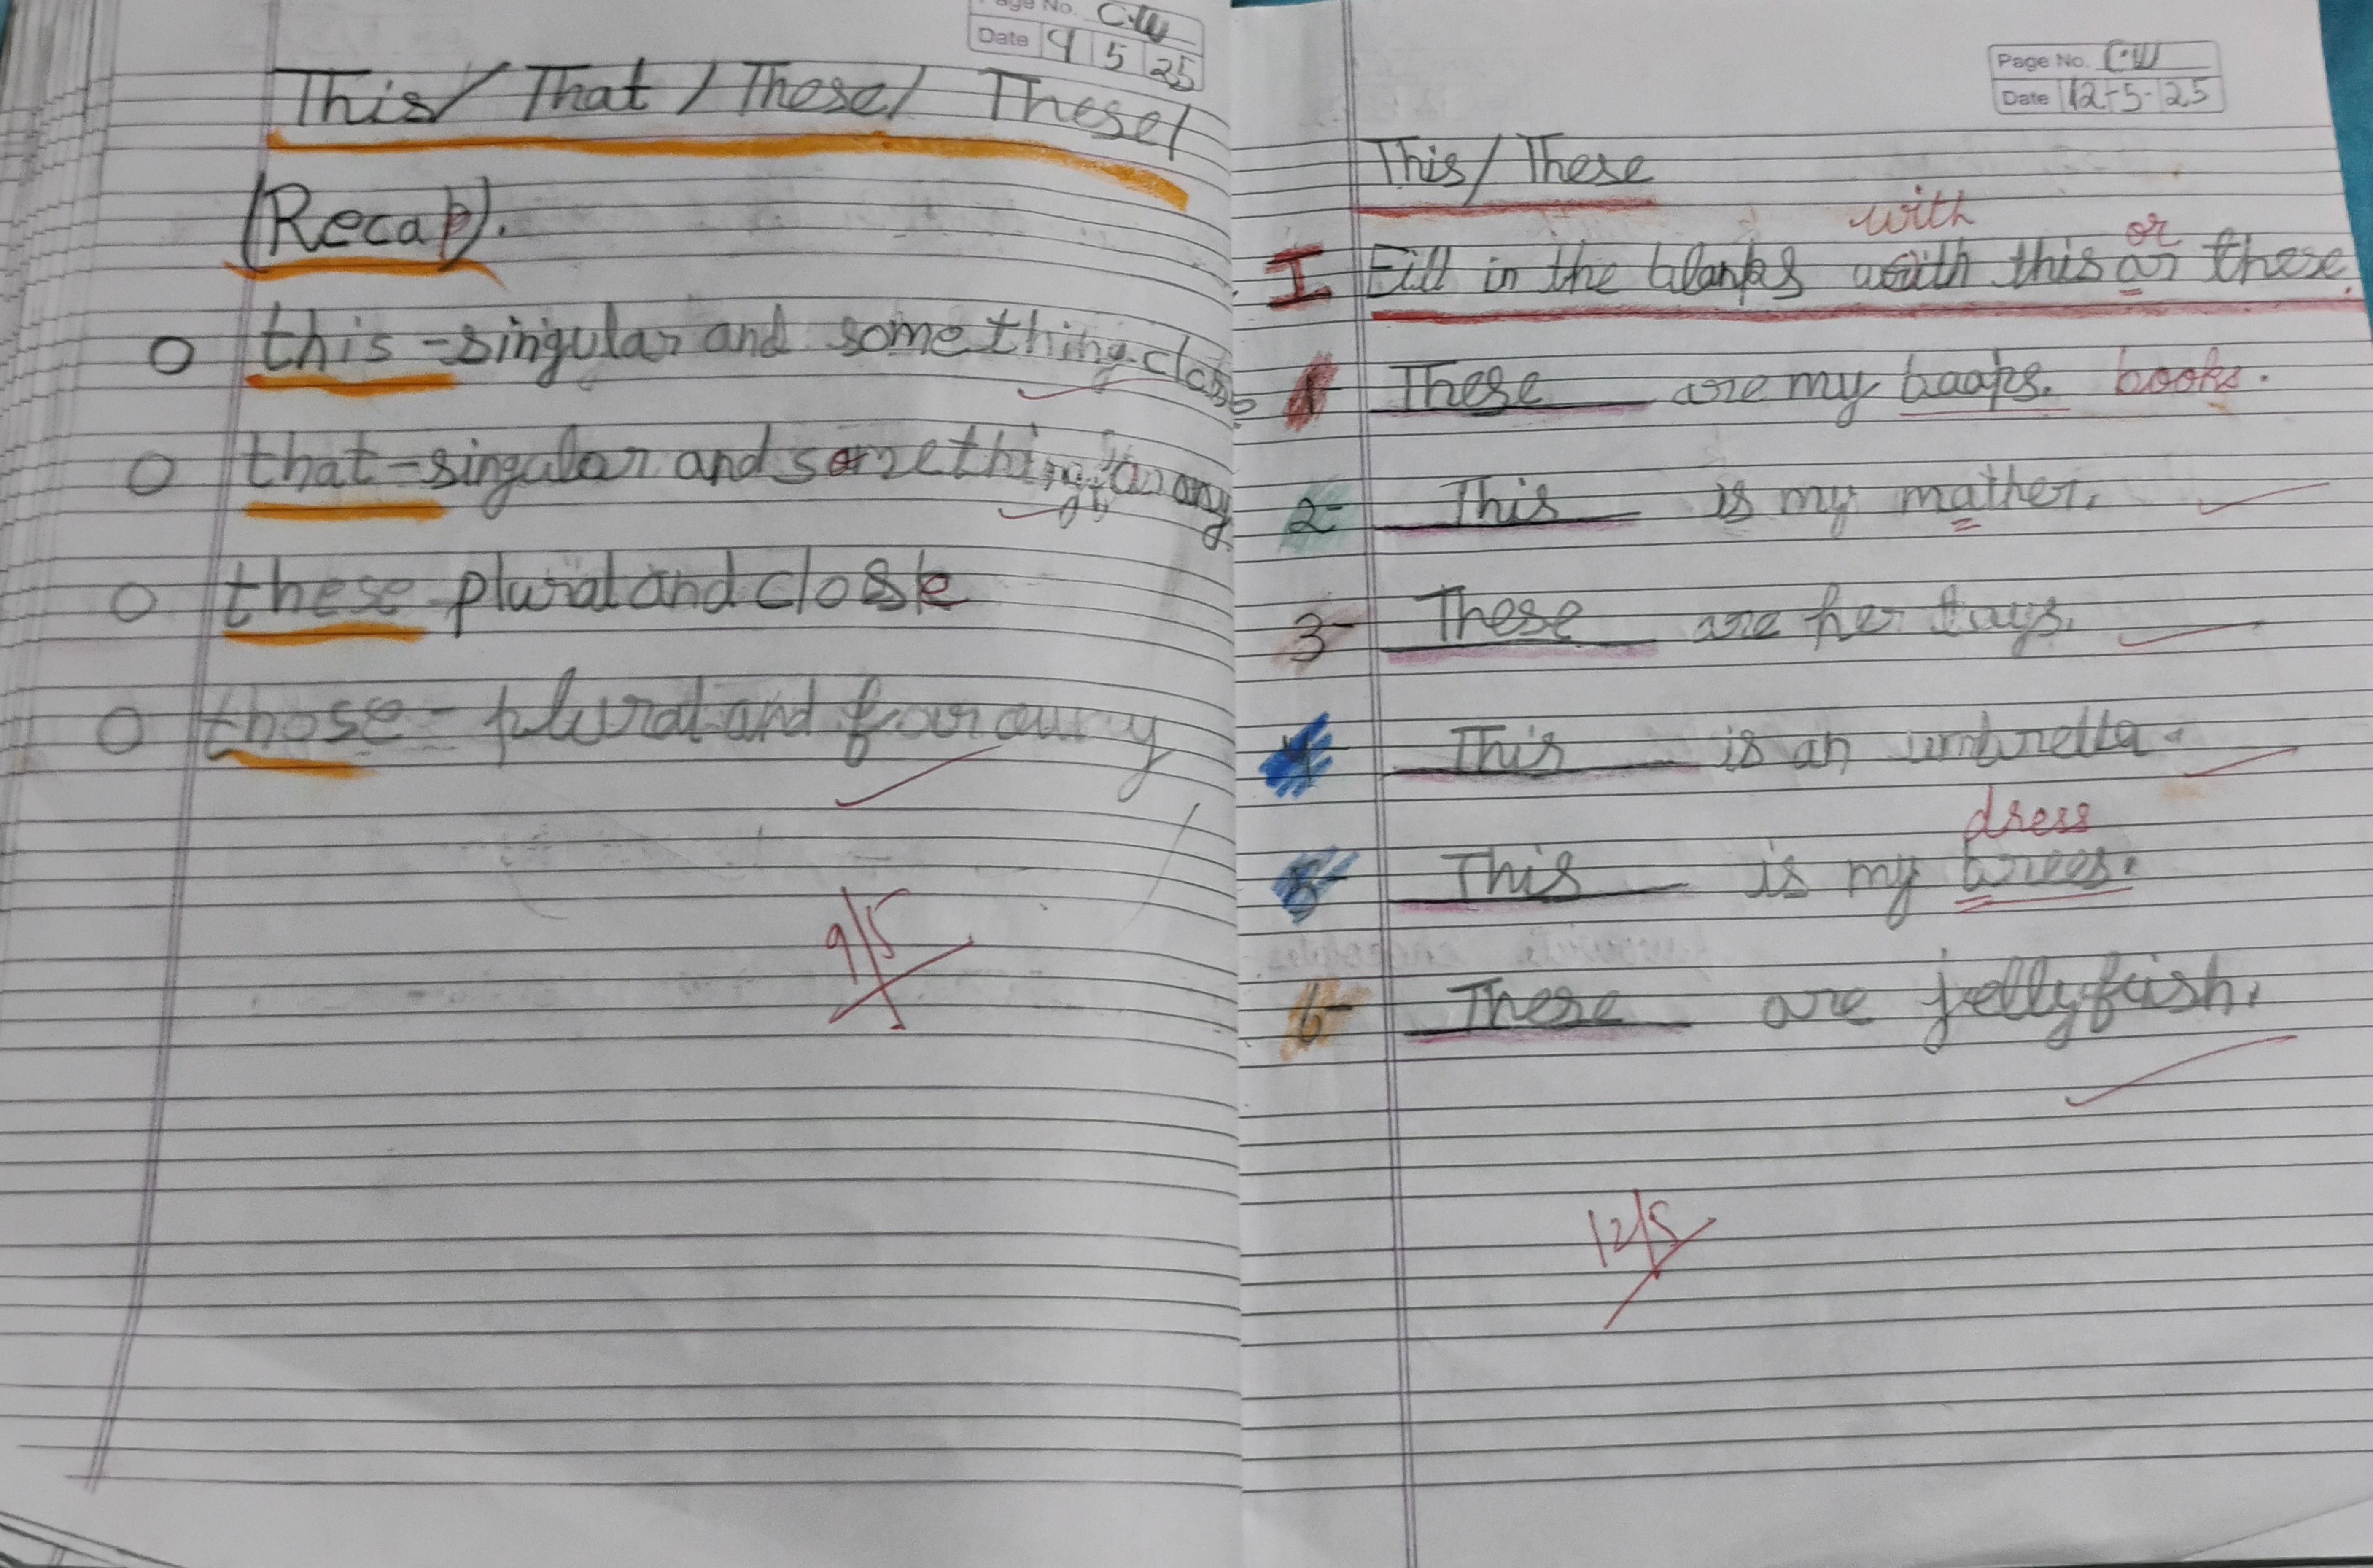 Page No. C.W
Date 9 5 25
This/ That / These/ These/
(Recap).
this - singular and something close
that - singular and something far away
these plural and close
those - plural and far away
9/5
Page No. C.W
Date 12-5-25
This/These
with or
I Fill in the blanks with this or these.
1 These are my baaks. books.
2- This is my mather.
3- These are her tays.
4- This is an umbrella.
dress
5- This is my
6- These are jellyfish.
12/5